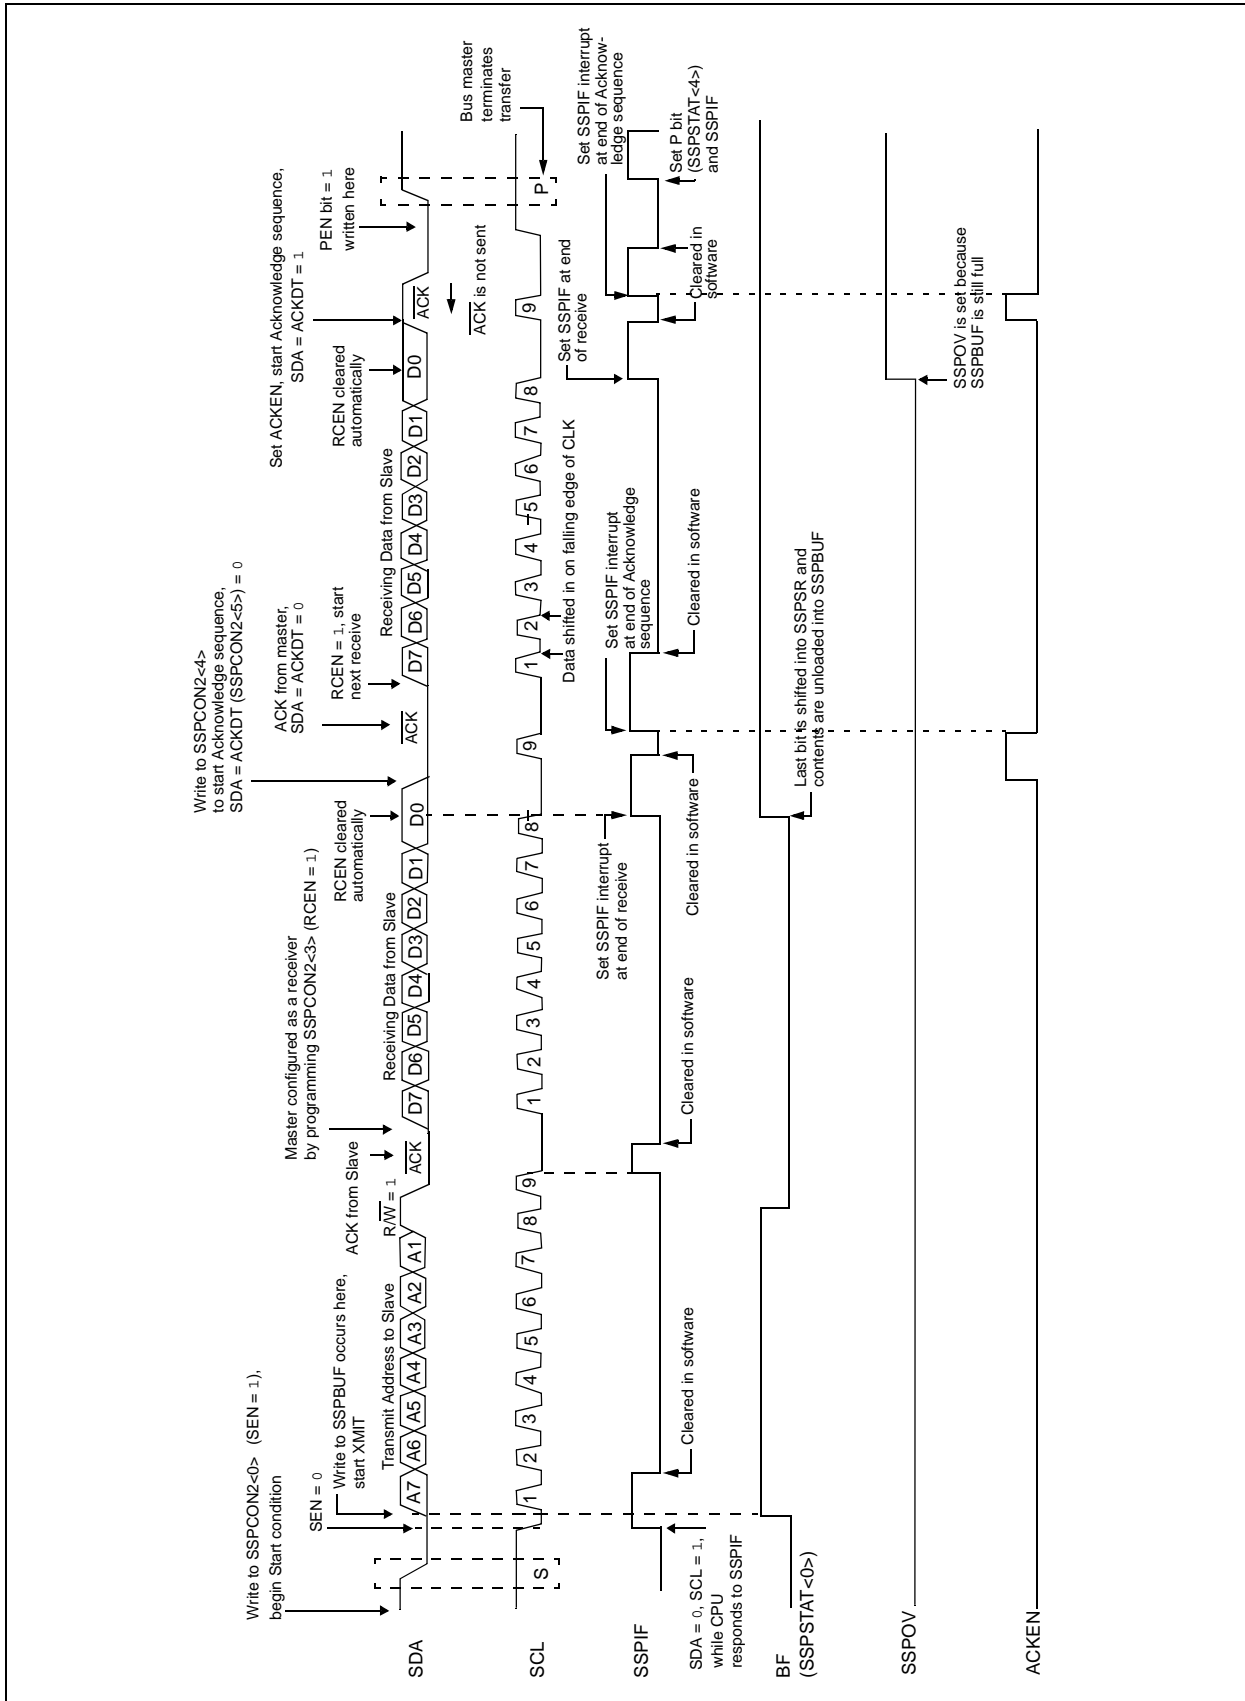 Write to SSPCON2<0> (SEN = 1),
begin Start condition
SEN = 0
Write to SSPBUF occurs here,
start XMIT
ACK from Slave
Master configured as a receiver
by programming SSPCON2<3> (RCEN = 1)
RCEN cleared
automatically
Write to SSPCON2<4>
to start Acknowledge sequence,
SDA = ACKDT (SSPCON2<5>) = 0
ACK from master,
SDA = ACKDT = 0
RCEN = 1, start
next receive
RCEN cleared
automatically
Set ACKEN, start Acknowledge sequence,
SDA = ACKDT = 1
PEN bit = 1
written here
Transmit Address to Slave
R/W = 1
Receiving Data from Slave
Receiving Data from Slave
SDA
A7 A6 A5 A4 A3 A2 A1
ACK
D7 D6 D5 D4 D3 D2 D1 D0
ACK
D7 D6 D5 D4 D3 D2 D1 D0
ACK
ACK is not sent
Bus master
terminates
transfer
SCL
S
1 2 3 4 5 6 7 8 9
1 2 3 4 5 6 7 8 9
1 2 3 4 5 6 7 8 9
P
Data shifted in on falling edge of CLK
Set SSPIF interrupt
at end of receive
Set SSPIF interrupt
at end of Acknowledge
sequence
Set SSPIF at end
of receive
Set SSPIF interrupt
at end of Acknow-
ledge sequence
SSPIF
SDA = 0, SCL = 1,
while CPU
responds to SSPIF
Cleared in software
Cleared in software
Cleared in software
Cleared in software
Cleared in
software
Set P bit
(SSPSTAT<4>)
and SSPIF
BF
(SSPSTAT<0>)
Last bit is shifted into SSPSR and
contents are unloaded into SSPBUF
SSPOV
SSPOV is set because
SSPBUF is still full
ACKEN